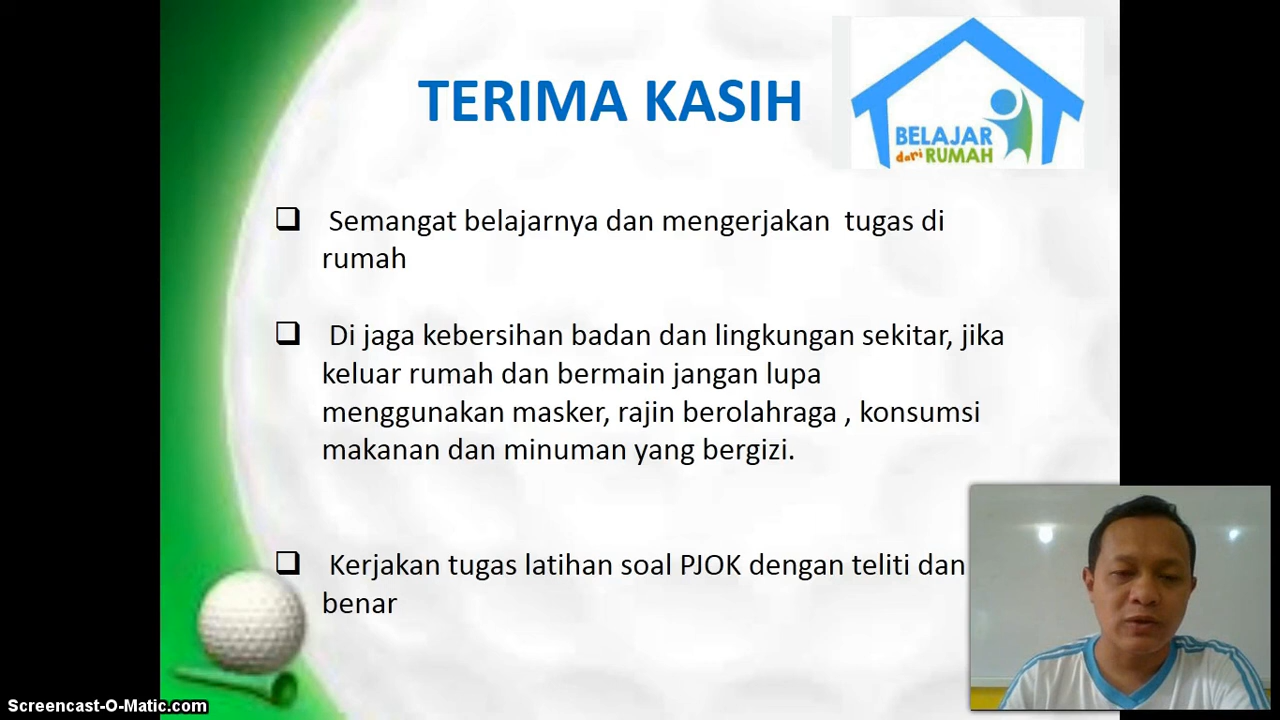 TERIMA KASIH
BELAJAR
dari RUMAH
Semangat belajarnya dan mengerjakan tugas di
rumah
Di jaga kebersihan badan dan lingkungan sekitar, jika
keluar rumah dan bermain jangan lupa
menggunakan masker, rajin berolahraga , konsumsi
makanan dan minuman yang bergizi.
Kerjakan tugas latihan soal PJOK dengan teliti dan
benar
Screencast-O-Matic.com